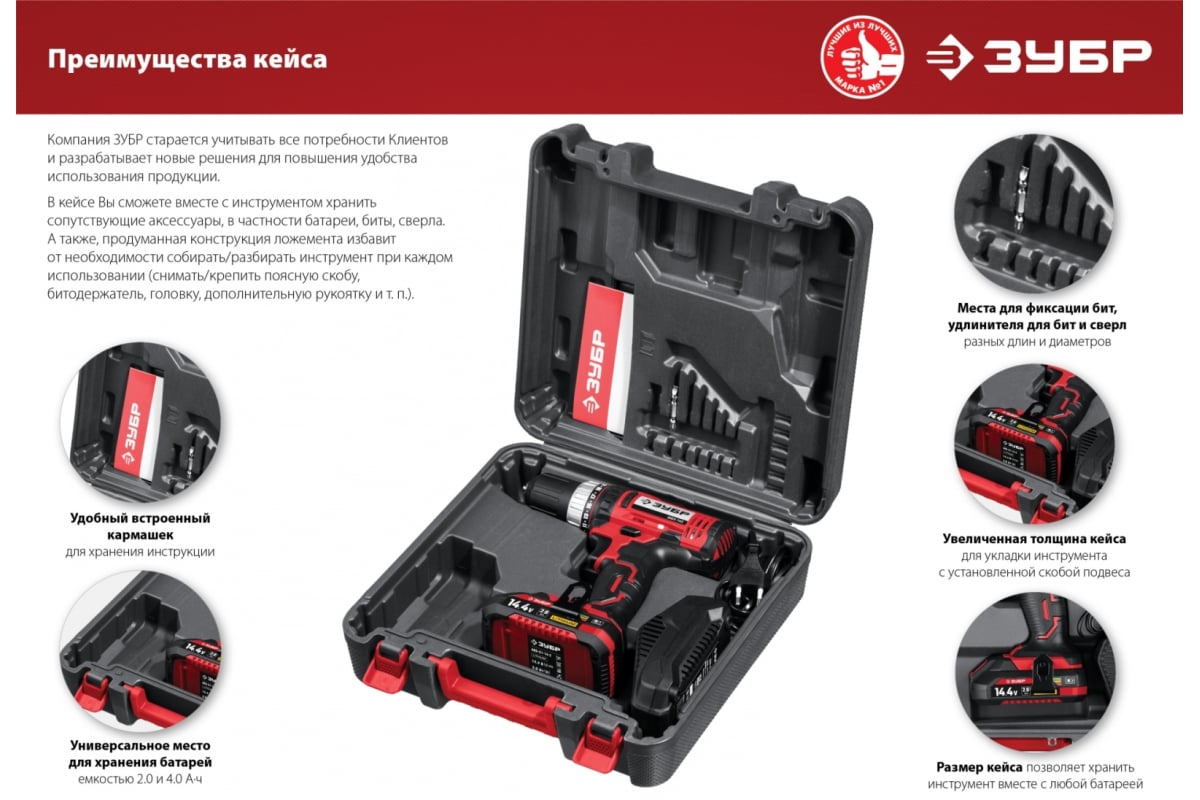 Преимущества кейса
ЛУЧШИЕ ИЗ ЛУЧШИХ
МАРКА №1
ЗУБР
Компания ЗУБР старается учитывать все потребности Клиентов
и разрабатывает новые решения для повышения удобства
использования продукции.
В кейсе Вы сможете вместе с инструментом хранить
сопутствующие аксессуары, в частности батареи, биты, сверла.
А также, продуманная конструкция ложемента избавит
от необходимости собирать/разбирать инструмент при каждом
использовании (снимать/крепить поясную скобу,
битодержатель, головку, дополнительную рукоятку и т. п.).
ЗУБР
Удобный встроенный
кармашек
для хранения инструкции
Универсальное место
для хранения батарей
емкостью 2.0 и 4.0 А·ч
ЗУБР
ЗУБР
14.4V
ЗУБР
Места для фиксации бит,
удлинителя для бит и сверл
разных длин и диаметров
14.4V
ЗУБР
Увеличенная толщина кейса
для укладки инструмента
с установленной скобой подвеса
ЗУБР
14.4V
Размер кейса позволяет хранить
инструмент вместе с любой батареей